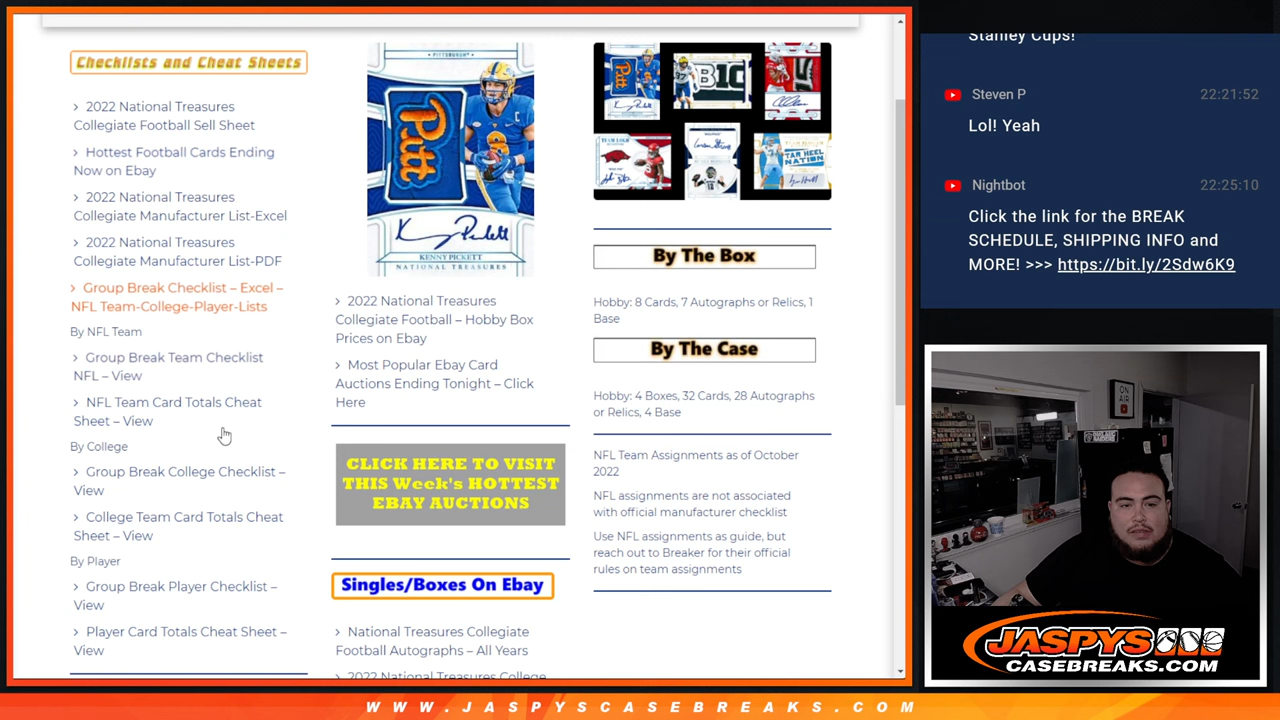 Checklists and Cheat Sheets
2022 National Treasures
Collegiate Football Sell Sheet
Hottest Football Cards Ending
Now on Ebay
2022 National Treasures
Collegiate Manufacturer List-Excel
2022 National Treasures
Collegiate Manufacturer List-PDF
Group Break Checklist – Excel –
NFL Team-College-Player-Lists
By NFL Team
Group Break Team Checklist
NFL – View
NFL Team Card Totals Cheat
Sheet – View
By College
Group Break College Checklist –
View
College Team Card Totals Cheat
Sheet – View
By Player
Group Break Player Checklist –
View
Player Card Totals Cheat Sheet –
View
PITTSBURGH
Pitt
KENNY PICKETT
NATIONAL TREASURES
2022 National Treasures
Collegiate Football – Hobby Box
Prices on Ebay
Most Popular Ebay Card
Auctions Ending Tonight – Click
Here
CLICK HERE TO VISIT
THIS Week's HOTTEST
EBAY AUCTIONS
Singles/Boxes On Ebay
National Treasures Collegiate
Football Autographs – All Years
2022 National Treasures College
Pitt
B1G
TAR HEEL
NATION
By The Box
Hobby: 8 Cards, 7 Autographs or Relics, 1
Base
By The Case
Hobby: 4 Boxes, 32 Cards, 28 Autographs
or Relics, 4 Base
NFL Team Assignments as of October
2022
NFL assignments are not associated
with official manufacturer checklist
Use NFL assignments as guide, but
reach out to Breaker for their official
rules on team assignments
Stanley Cups!
Steven P 22:21:52
Lol! Yeah
Nightbot 22:25:10
Click the link for the BREAK
SCHEDULE, SHIPPING INFO and
MORE! >>> https://bit.ly/2Sdw6K9
ON
AIR
JASPYS
CASEBREAKS.COM
WWW.JASPYSCASEBREAKS.COM